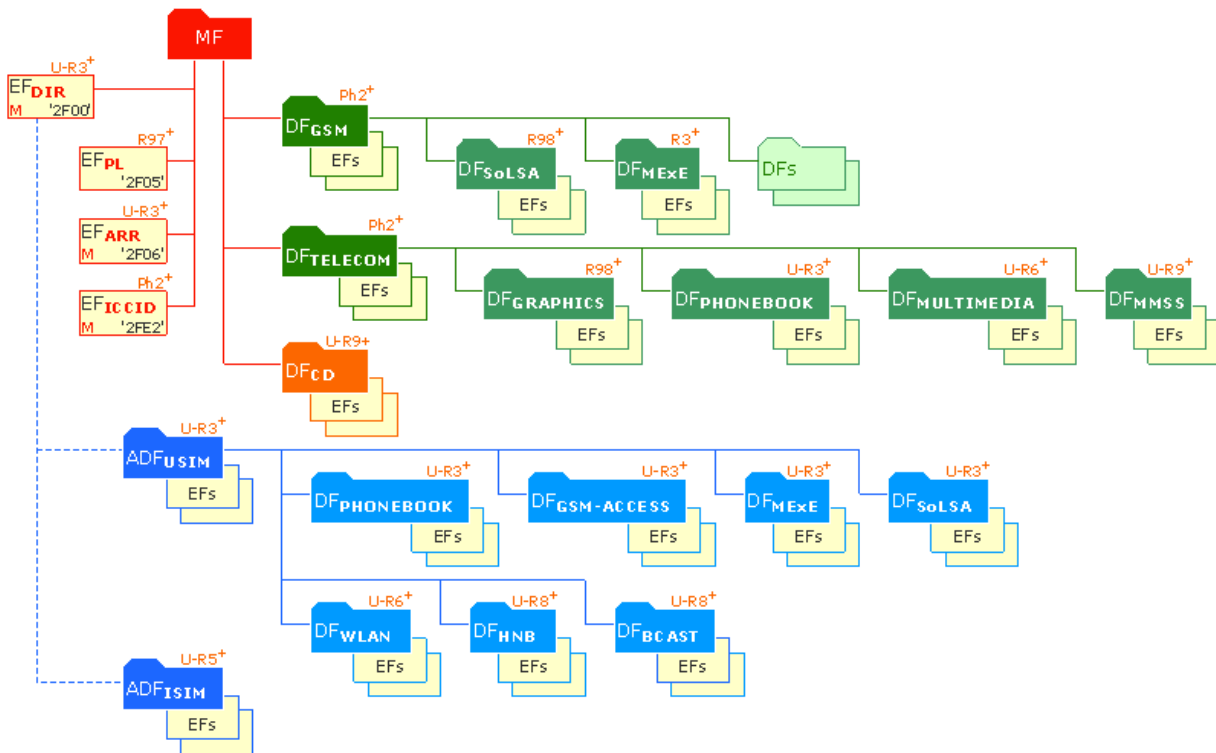 MF
U-R3+
EFDIR
M '2F00'
R97+
EFPL
'2F05'
U-R3+
EFARR
M '2F06'
Ph2+
EFICCID
M '2FE2'
Ph2+
DFGSM
EFs
R98+
DFSoLSA
EFs
R3+
DFMExE
EFs
DFs
Ph2+
DFTELECOM
EFs
R98+
DFGRAPHICS
EFs
U-R3+
DFPHONEBOOK
EFs
U-R6+
DFMULTIMEDIA
EFs
U-R9+
DFMMSS
EFs
U-R9+
DFCD
EFs
U-R3+
ADFUSIM
EFs
U-R3+
DFPHONEBOOK
EFs
U-R3+
DFGSM-ACCESS
EFs
U-R3+
DFMExE
EFs
U-R3+
DFSoLSA
EFs
U-R6+
DFWLAN
EFs
U-R8+
DFHNB
EFs
U-R8+
DFBCAST
EFs
U-R5+
ADFISIM
EFs